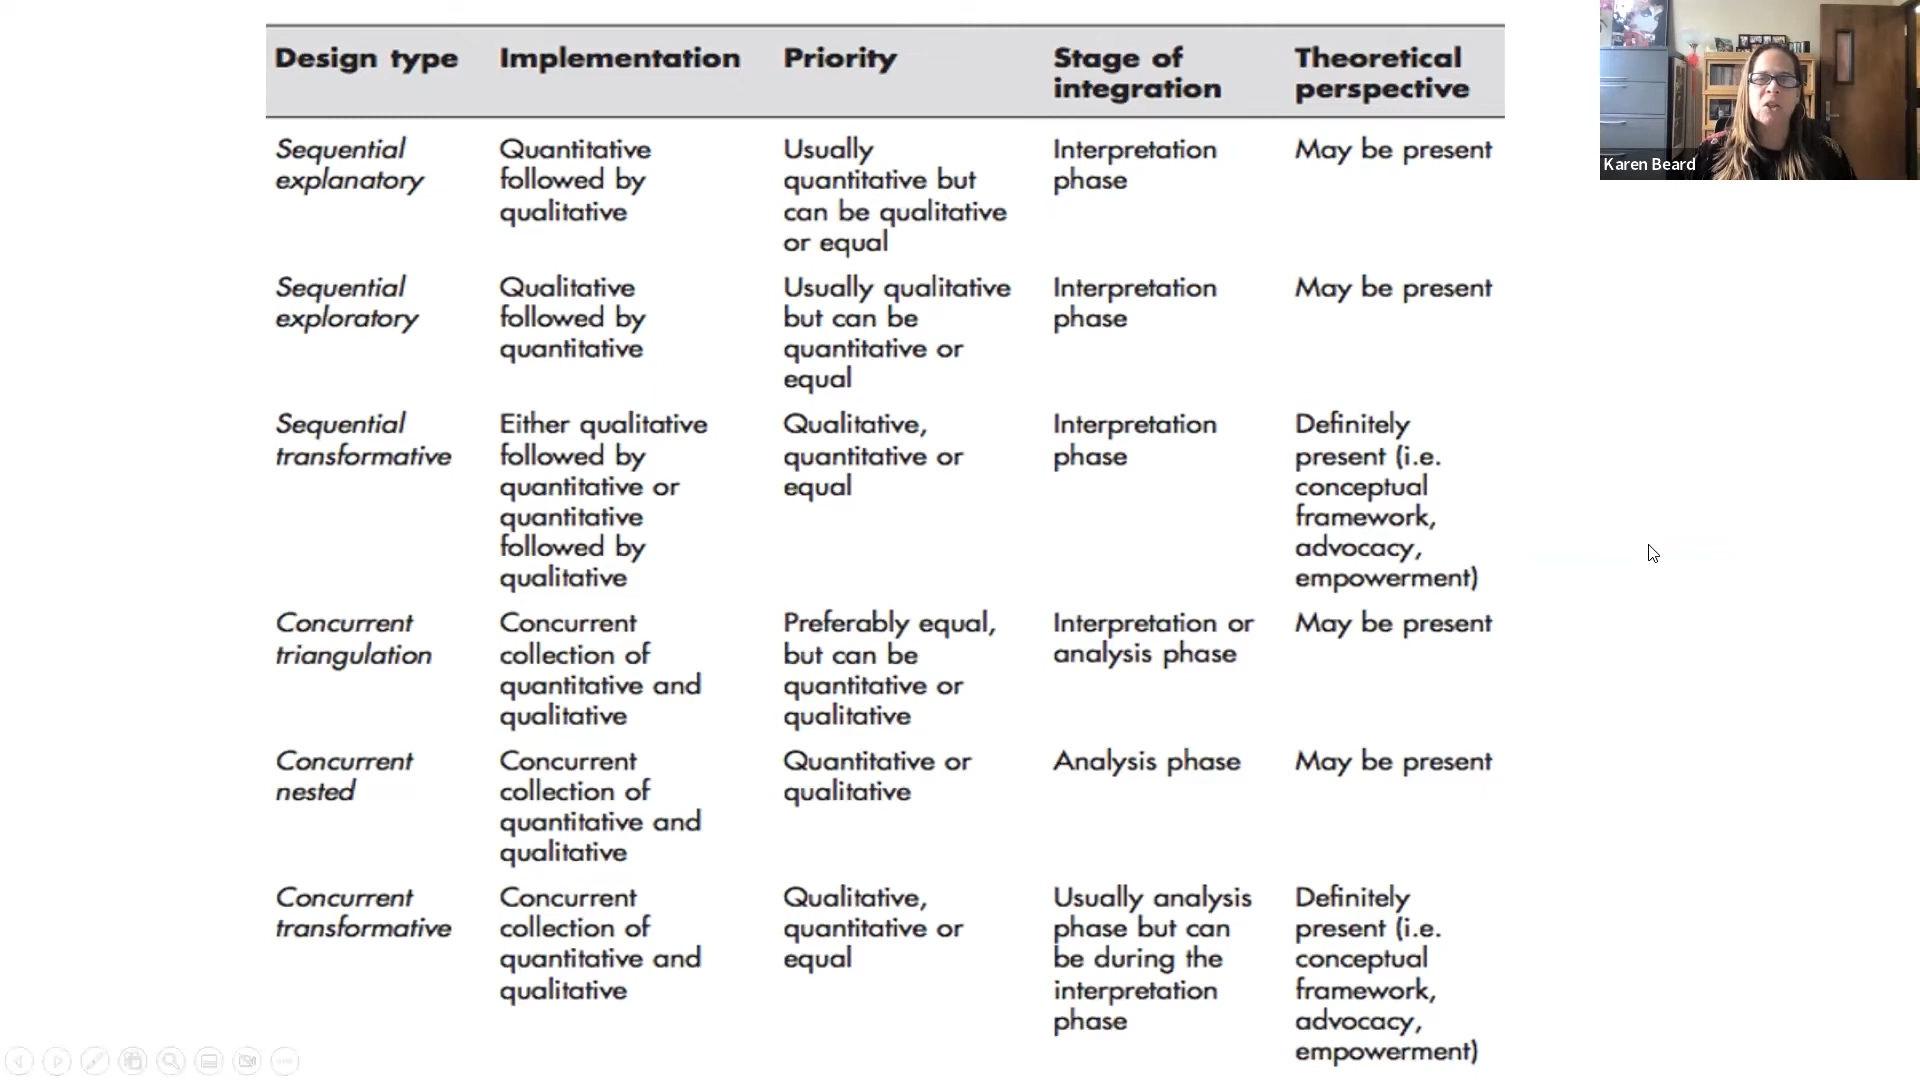 Design type
Implementation
Priority
Stage of
integration
Theoretical
perspective
Sequential
explanatory
Quantitative
followed by
qualitative
Usually
quantitative but
can be qualitative
or equal
Interpretation
phase
May be present
Sequential
exploratory
Qualitative
followed by
quantitative
Usually qualitative
but can be
quantitative or
equal
Interpretation
phase
May be present
Sequential
transformative
Either qualitative
followed by
quantitative or
quantitative
followed by
qualitative
Qualitative,
quantitative or
equal
Interpretation
phase
Definitely
present (i.e.
conceptual
framework,
advocacy,
empowerment)
Concurrent
triangulation
Concurrent
collection of
quantitative and
qualitative
Preferably equal,
but can be
quantitative or
qualitative
Interpretation or
analysis phase
May be present
Concurrent
nested
Concurrent
collection of
quantitative and
qualitative
Quantitative or
qualitative
Analysis phase
May be present
Concurrent
transformative
Concurrent
collection of
quantitative and
qualitative
Qualitative,
quantitative or
equal
Usually analysis
phase but can
be during the
interpretation
phase
Definitely
present (i.e.
conceptual
framework,
advocacy,
empowerment)
Karen Beard